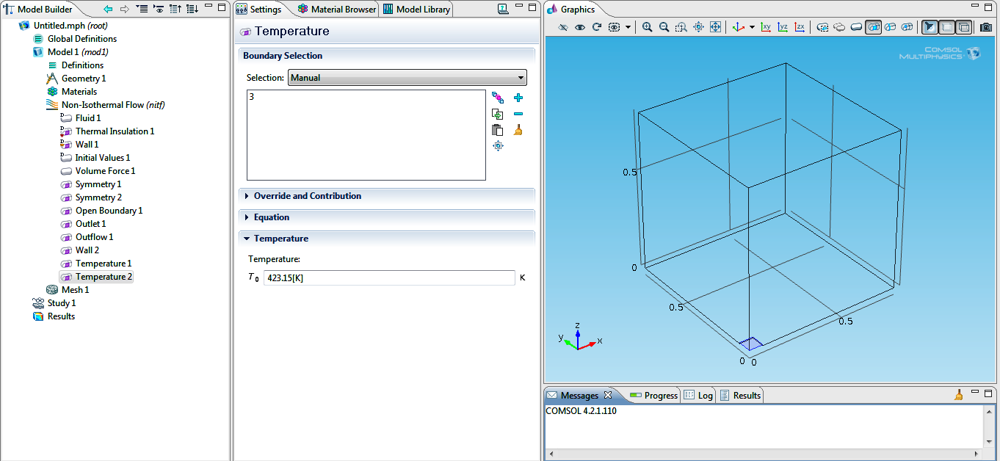 Model Builder
Untitled.mph (root)
Global Definitions
Model 1 (mod1)
Definitions
Geometry 1
Materials
Non-Isothermal Flow (nitf)
D Fluid 1
D Thermal Insulation 1
D Wall 1
D Initial Values 1
Volume Force 1
Symmetry 1
Symmetry 2
Open Boundary 1
Outlet 1
Outflow 1
Wall 2
Temperature 1
Temperature 2
Mesh 1
Study 1
Results
Settings
Material Browser
Model Library
Temperature
Boundary Selection
Selection: Manual
3
Override and Contribution
Equation
Temperature
Temperature:
T0 423.15[K] K
Graphics
xy yz zx
COMSOL
MULTIPHYSICS
0.5
0
0.5
0.5
0 0
z
y
x
Messages
Progress
Log
Results
COMSOL 4.2.1.110